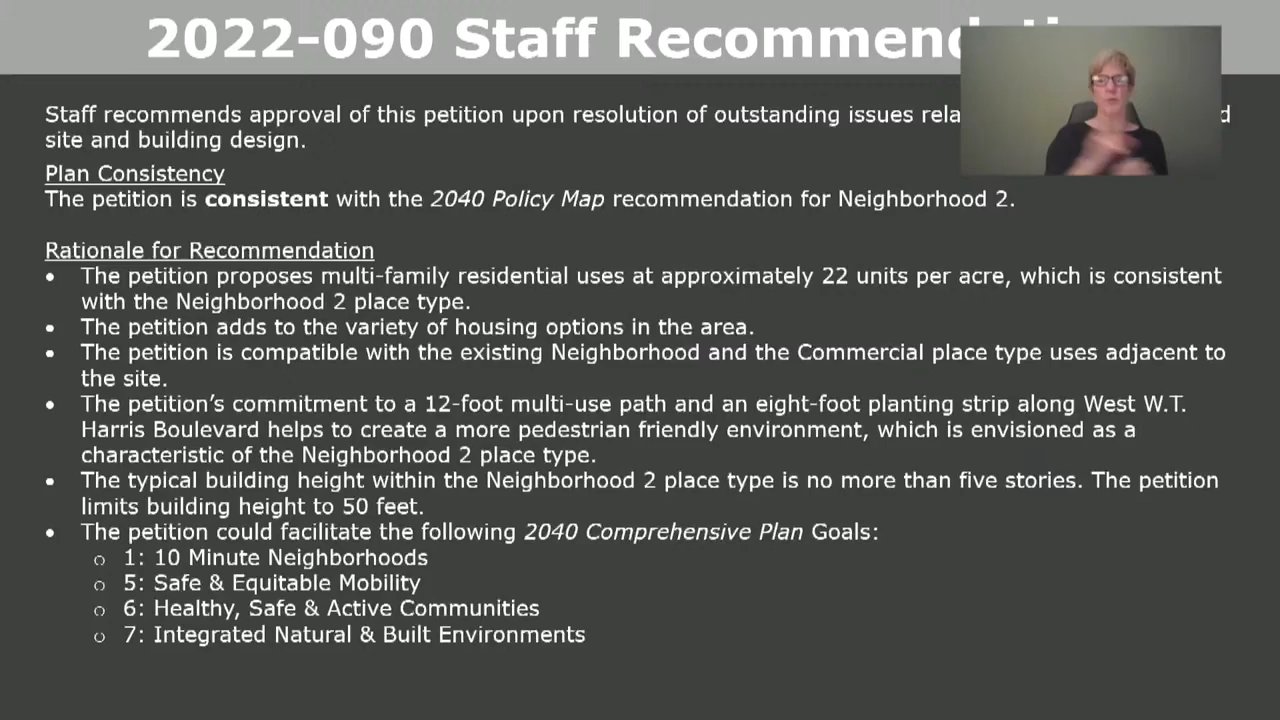 2022-090 Staff
Staff recommends approval of this petition upon resolution of outstanding issues
site and building design.
Plan Consistency
The petition is consistent with the 2040 Policy Map recommendation for Neighborhood 2.
Rationale for Recommendation
• The petition proposes multi-family residential uses at approximately 22 units per acre, which is consistent
with the Neighborhood 2 place type.
• The petition adds to the variety of housing options in the area.
• The petition is compatible with the existing Neighborhood and the Commercial place type uses adjacent to
the site.
• The petition’s commitment to a 12-foot multi-use path and an eight-foot planting strip along West W.T.
Harris Boulevard helps to create a more pedestrian friendly environment, which is envisioned as a
characteristic of the Neighborhood 2 place type.
• The typical building height within the Neighborhood 2 place type is no more than five stories. The petition
limits building height to 50 feet.
• The petition could facilitate the following 2040 Comprehensive Plan Goals:
o 1: 10 Minute Neighborhoods
o 5: Safe & Equitable Mobility
o 6: Healthy, Safe & Active Communities
o 7: Integrated Natural & Built Environments